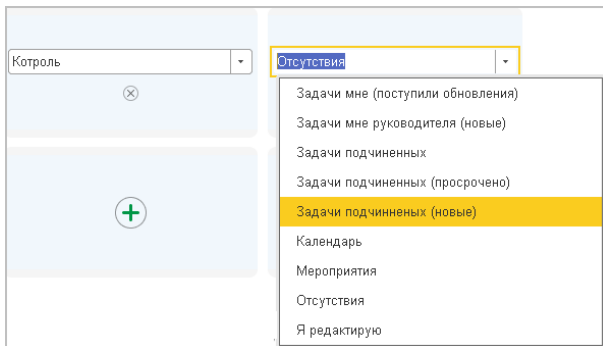 Котроль
Отсутствия
Задачи мне (поступили обновления)
Задачи мне руководителя (новые)
Задачи подчиненных
Задачи подчиненных (просрочено)
Задачи подчинненых (новые)
Календарь
Мероприятия
Отсутствия
Я редактирую